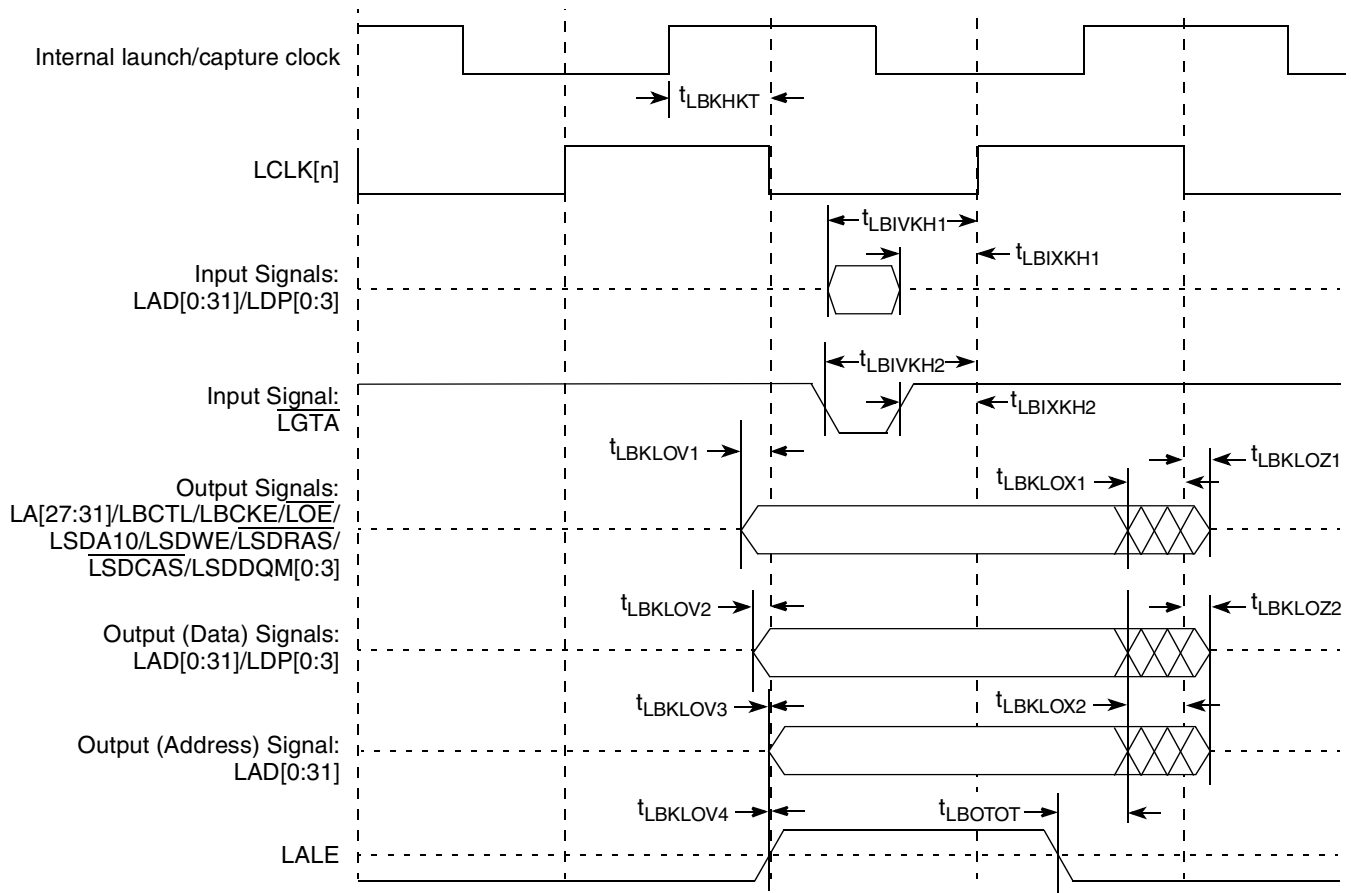 Internal launch/capture clock
tLBKHKT
LCLK[n]
tLBIVKH1
tLBIXKH1
Input Signals:
LAD[0:31]/LDP[0:3]
tLBIVKH2
Input Signal:
LGTA
tLBIXKH2
tLBKLOV1
tLBKLOZ1
tLBKLOX1
Output Signals:
LA[27:31]/LBCTL/LBCKE/LOE/
LSDA10/LSDWE/LSDRAS/
LSDCAS/LSDDQM[0:3]
tLBKLOV2
tLBKLOZ2
Output (Data) Signals:
LAD[0:31]/LDP[0:3]
tLBKLOV3
tLBKLOX2
Output (Address) Signal:
LAD[0:31]
tLBKLOV4
tLBOTOT
LALE